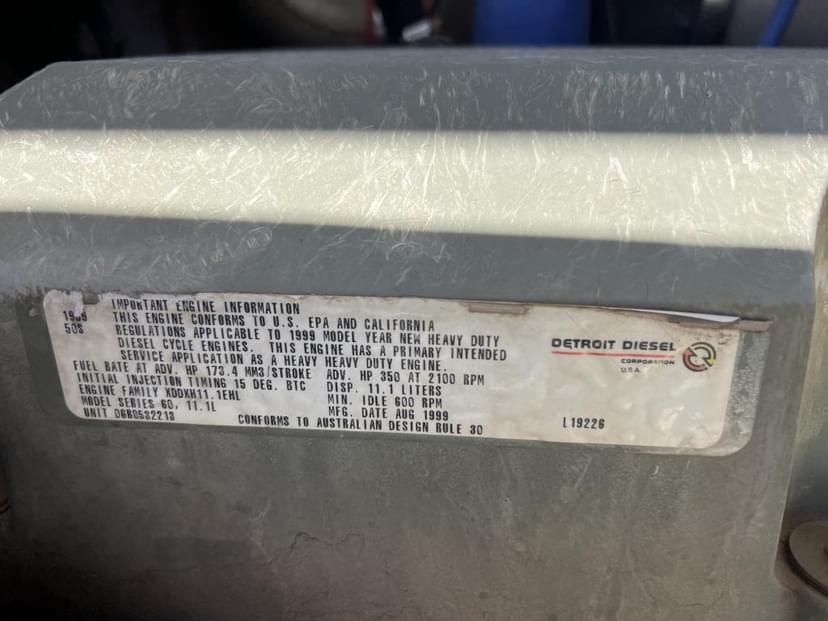 IMPORTANT ENGINE INFORMATION
THIS ENGINE CONFORMS TO U.S. EPA AND CALIFORNIA
50S REGULATIONS APPLICABLE TO 1999 MODEL YEAR NEW HEAVY DUTY
DIESEL CYCLE ENGINES. THIS ENGINE HAS A PRIMARY INTENDED
SERVICE APPLICATION AS A HEAVY HEAVY DUTY ENGINE.
FUEL RATE AT ADV. HP 173.4 MM3/STROKE ADV. HP 350 AT 2100 RPM
INITIAL INJECTION TIMING 15 DEG. BTC DISP. 11.1 LITERS
ENGINE FAMILY XDDXH11.1EHL MIN. IDLE 600 RPM
MODEL SERIES 60, 11.1L MFG. DATE AUG 1999
UNIT 06R0532218 CONFORMS TO AUSTRALIAN DESIGN RULE 30
DETROIT DIESEL
CORPORATION
U.S.A.
L19226